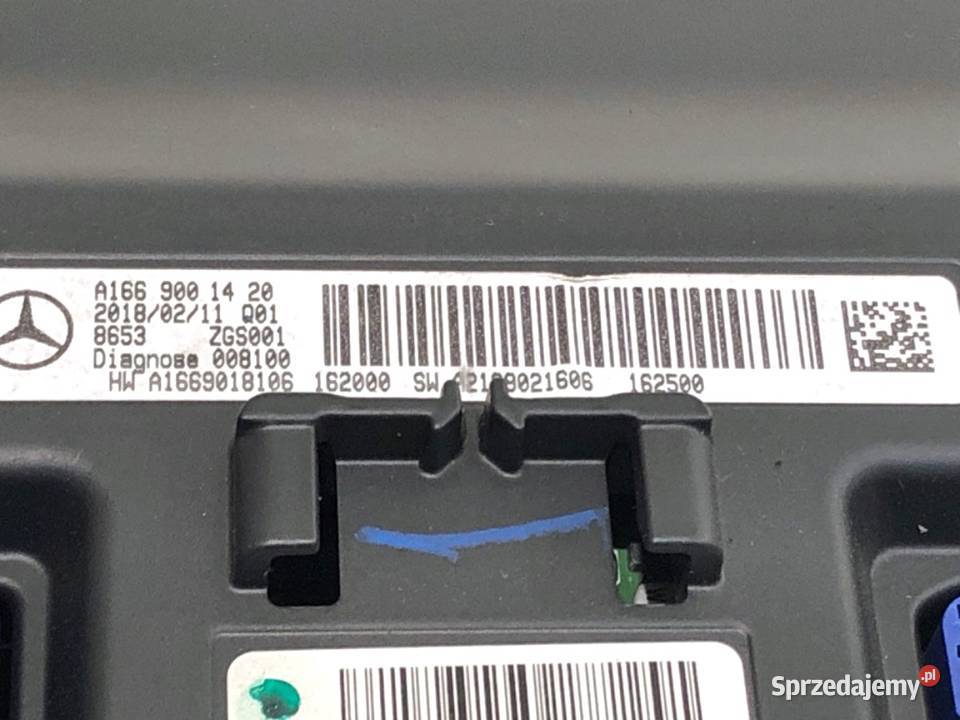 A166 900 14 20
2018/02/11 Q01
8653 ZGS001
Diagnose 008100
HW A1669018106 162000 SW 162500
Sprzedajemy.pl